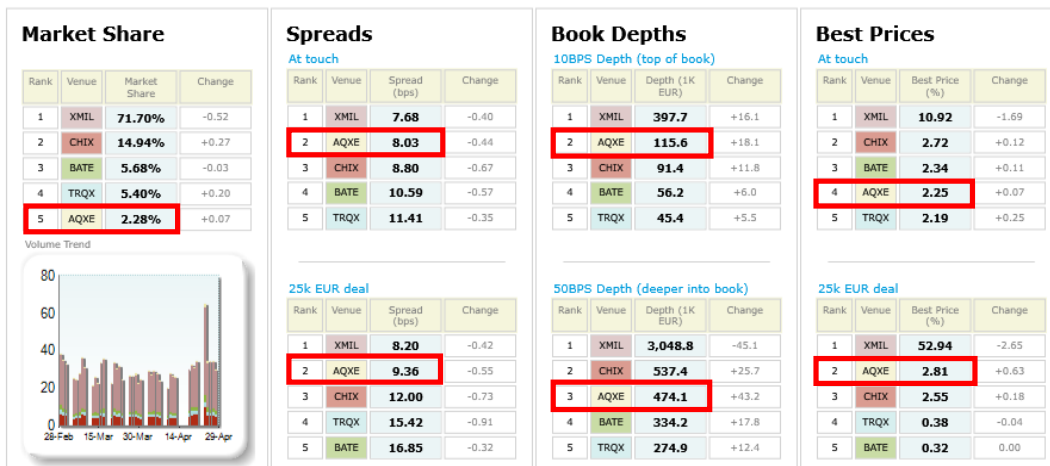 Market Share
Rank Venue Market Share Change
1 XMIL 71.70% -0.52
2 CHIX 14.94% +0.27
3 BATE 5.68% -0.03
4 TRQX 5.40% +0.20
5 AQXE 2.28% +0.07
Volume Trend
80
60
40
20
0
28-Feb 15-Mar 30-Mar 14-Apr 29-Apr
Spreads
At touch
Rank Venue Spread (bps) Change
1 XMIL 7.68 -0.40
2 AQXE 8.03 -0.44
3 CHIX 8.80 -0.67
4 BATE 10.59 -0.57
5 TRQX 11.41 -0.35
25k EUR deal
Rank Venue Spread (bps) Change
1 XMIL 8.20 -0.42
2 AQXE 9.36 -0.55
3 CHIX 12.00 -0.73
4 TRQX 15.42 -0.91
5 BATE 16.85 -0.32
Book Depths
10BPS Depth (top of book)
Rank Venue Depth (1K EUR) Change
1 XMIL 397.7 +16.1
2 AQXE 115.6 +18.1
3 CHIX 91.4 +11.8
4 BATE 56.2 +6.0
5 TRQX 45.4 +5.5
50BPS Depth (deeper into book)
Rank Venue Depth (1K EUR) Change
1 XMIL 3,048.8 -45.1
2 CHIX 537.4 +25.7
3 AQXE 474.1 +43.2
4 BATE 334.2 +17.8
5 TRQX 274.9 +12.4
Best Prices
At touch
Rank Venue Best Price (%) Change
1 XMIL 10.92 -1.69
2 CHIX 2.72 +0.12
3 BATE 2.34 +0.11
4 AQXE 2.25 +0.07
5 TRQX 2.19 +0.25
25k EUR deal
Rank Venue Best Price (%) Change
1 XMIL 52.94 -2.65
2 AQXE 2.81 +0.63
3 CHIX 2.55 +0.18
4 TRQX 0.38 -0.04
5 BATE 0.32 0.00